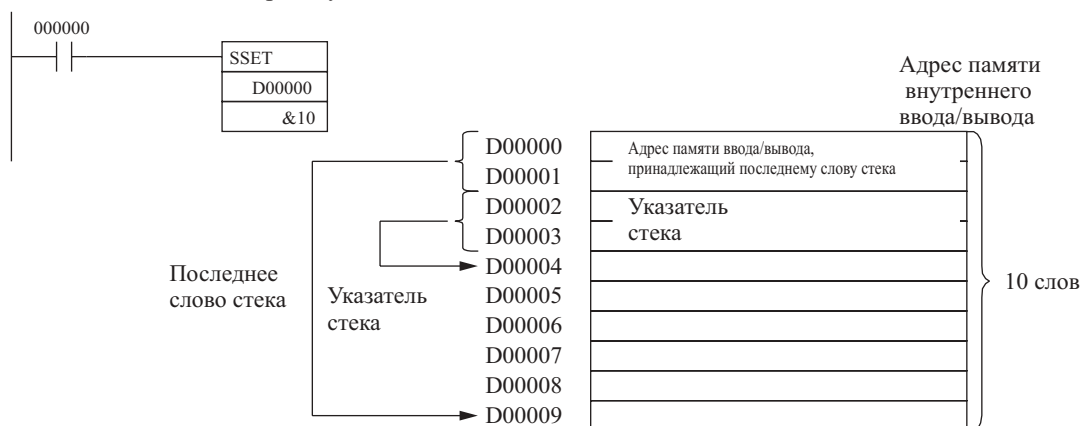 000000
SSET
D00000
&10
Адрес памяти
внутреннего
ввода/вывода
D00000
Адрес памяти ввода/вывода,
принадлежащий последнему слову стека
D00001
D00002
Указатель
D00003
стека
D00004
Последнее
слово стека
Указатель
стека
D00005
10 слов
D00006
D00007
D00008
D00009